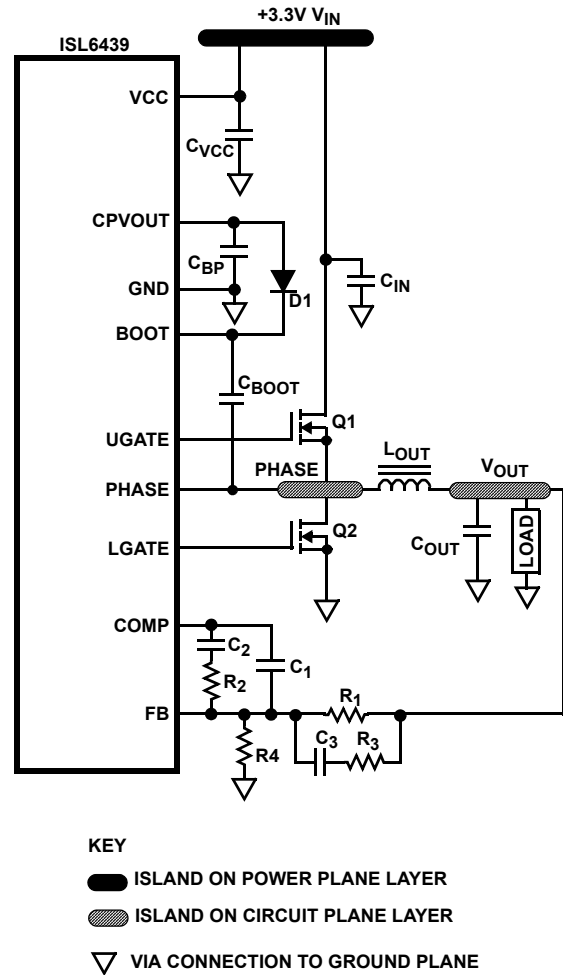 +3.3V VIN
ISL6439
VCC
CVCC
CPVOUT
CBP
GND
D1
CIN
BOOT
CBOOT
UGATE
Q1
PHASE
PHASE
LOUT
VOUT
LGATE
Q2
COUT
LOAD
COMP
C2
C1
R2
FB
R1
R4
C3
R3
KEY
ISLAND ON POWER PLANE LAYER
ISLAND ON CIRCUIT PLANE LAYER
VIA CONNECTION TO GROUND PLANE